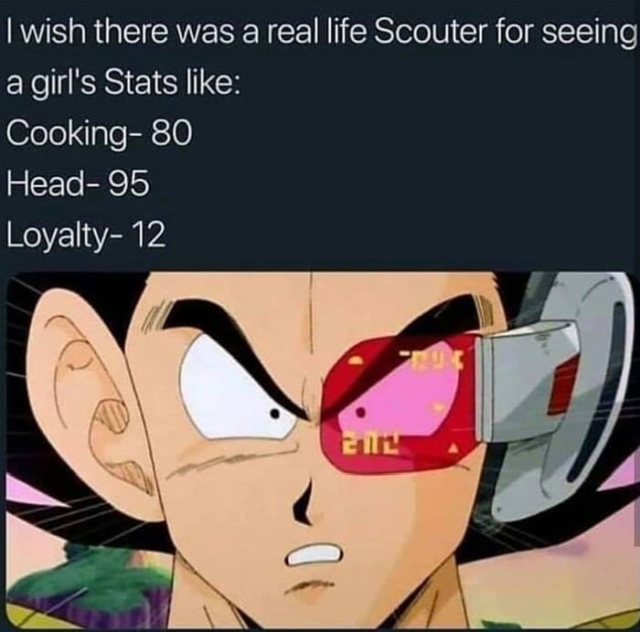 I wish there was a real life Scouter for seeing
a girl's Stats like:
Cooking- 80
Head- 95
Loyalty- 12